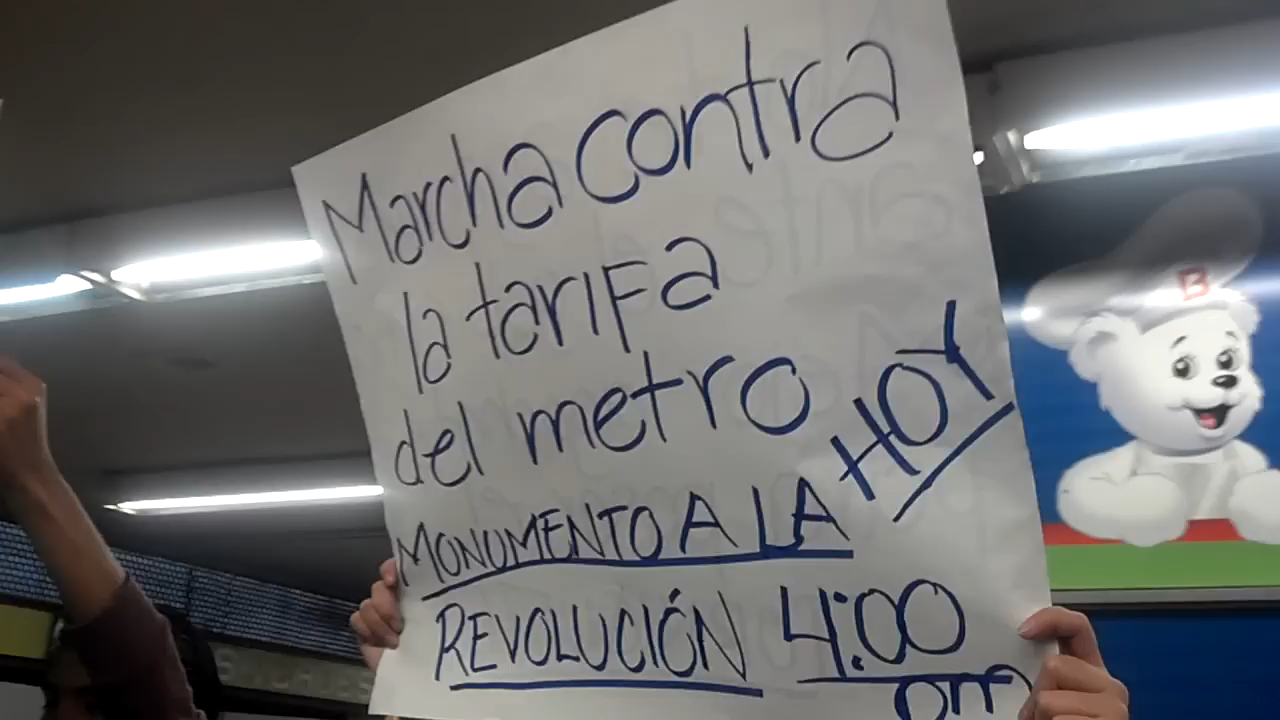 Marcha contra
la tarifa
del metro
HOY
MONUMENTO A LA
REVOLUCIÓN 4:00
pm
B